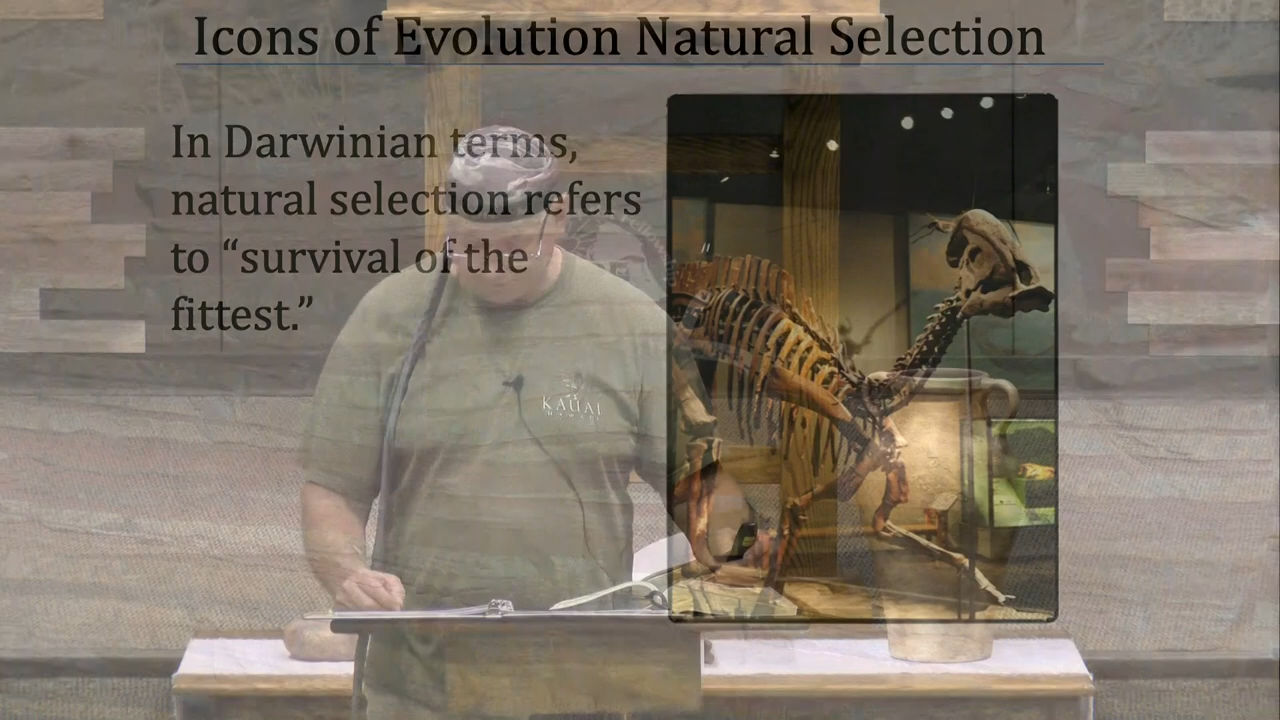 Icons of Evolution Natural Selection
In Darwinian terms,
natural selection refers
to “survival of the
fittest.”
KAUAI